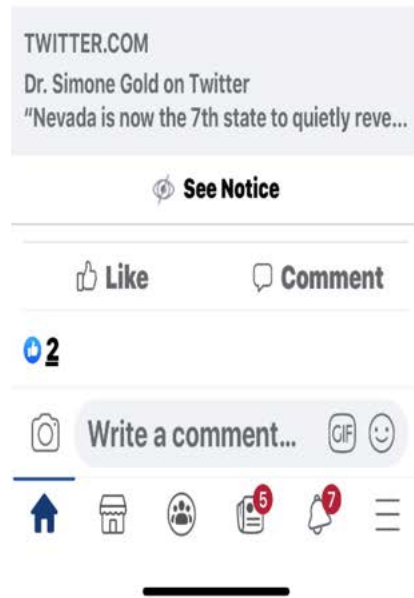 TWITTER.COM
Dr. Simone Gold on Twitter
"Nevada is now the 7th state to quietly reve...
See Notice
Like Comment
2
Write a comment... GIF
5 7